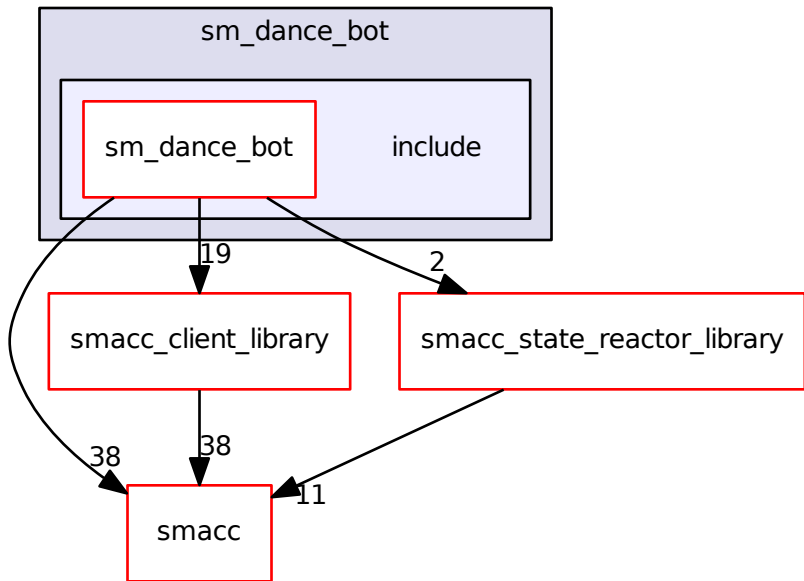 sm_dance_bot
sm_dance_bot
include
19
2
smacc_client_library
smacc_state_reactor_library
38
38
11
smacc